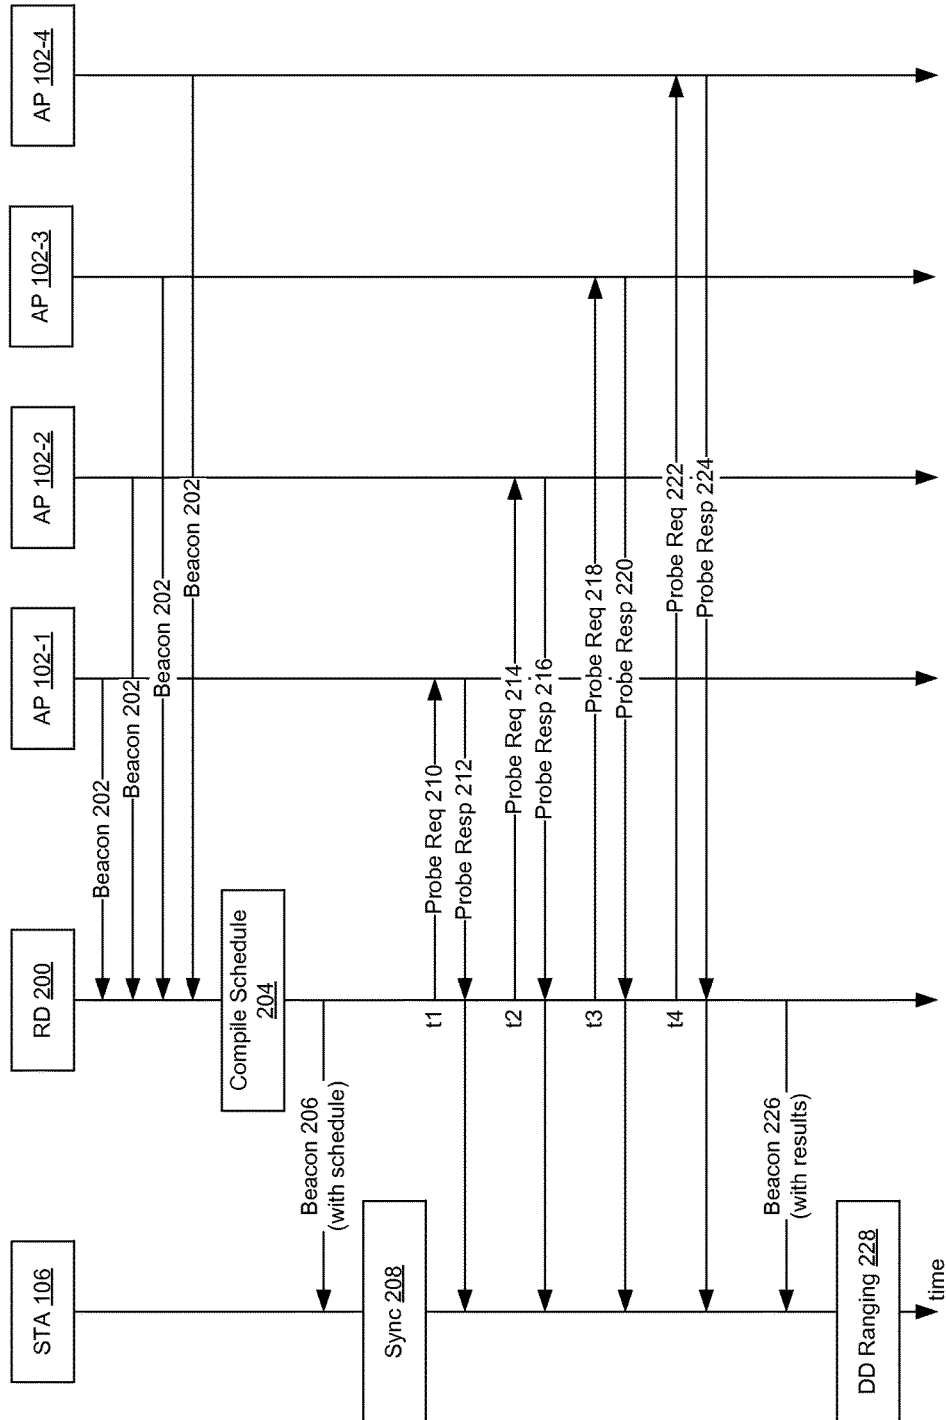 STA 106
RD 200
AP 102-1
AP 102-2
AP 102-3
AP 102-4
Beacon 202
Beacon 202
Beacon 202
Beacon 202
Compile Schedule
204
Beacon 206
(with schedule)
Sync 208
t1
Probe Req 210
Probe Resp 212
t2
Probe Req 214
Probe Resp 216
t3
Probe Req 218
Probe Resp 220
t4
Probe Req 222
Probe Resp 224
Beacon 226
(with results)
DD Ranging 228
time